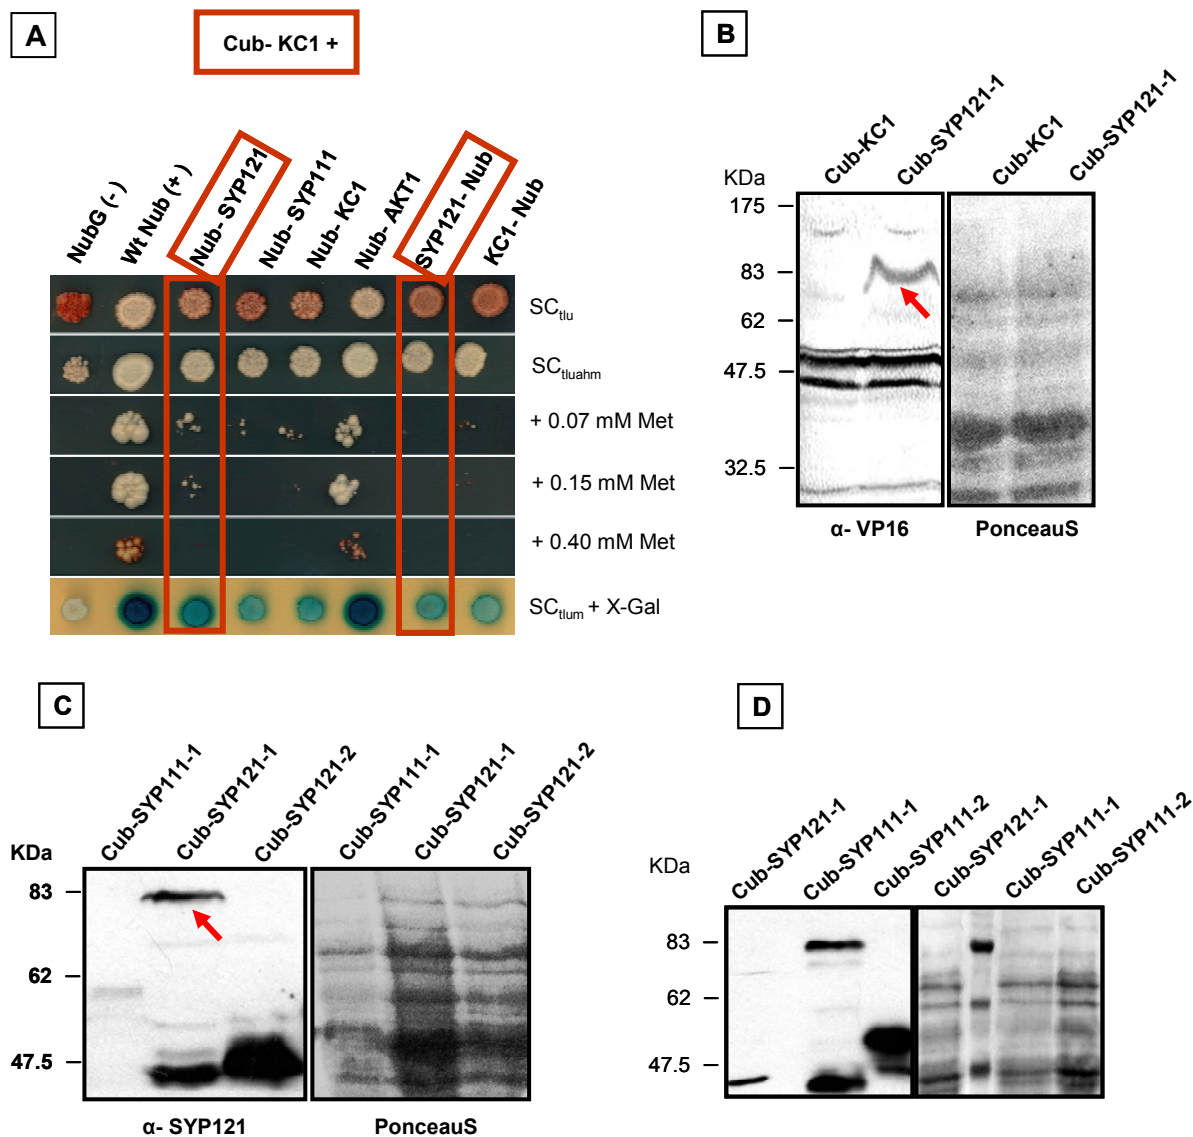 A
Cub- KC1 +
NubG (-)
Wt Nub (+)
Nub- SYP121
Nub- SYP111
Nub- KC1
Nub- AKT1
SYP121- Nub
KC1- Nub
SCtlu
SCtluahm
+ 0.07 mM Met
+ 0.15 mM Met
+ 0.40 mM Met
SCtlum + X-Gal
B
Cub-KC1
Cub-SYP121-1
Cub-KC1
Cub-SYP121-1
KDa
175
83
62
47.5
32.5
α- VP16
PonceauS
C
Cub-SYP111-1
Cub-SYP121-1
Cub-SYP121-2
Cub-SYP111-1
Cub-SYP121-1
Cub-SYP121-2
KDa
83
62
47.5
α- SYP121
PonceauS
D
Cub-SYP121-1
Cub-SYP111-1
Cub-SYP111-2
Cub-SYP121-1
Cub-SYP111-1
Cub-SYP111-2
KDa
83
62
47.5